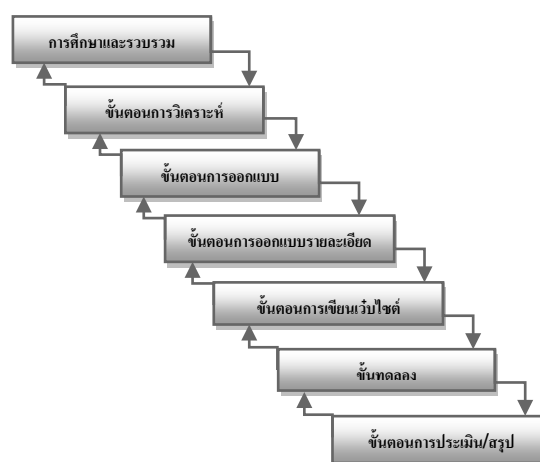 การศึกษาและรวบรวม
ขั้นตอนการวิเคราะห์
ขั้นตอนการออกแบบ
ขั้นตอนการออกแบบรายละเอียด
ขั้นตอนการเขียนเว็บไซต์
ขั้นทดลอง
ขั้นตอนการประเมิน/สรุป